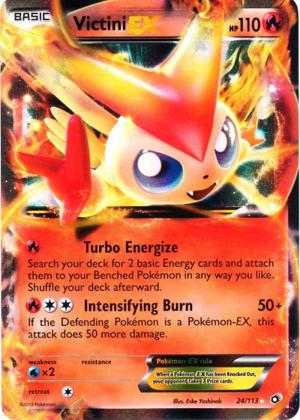 BASIC
Victini EX
HP110
Turbo Energize
Search your deck for 2 basic Energy cards and attach
them to your Benched Pokémon in any way you like.
Shuffle your deck afterward.
Intensifying Burn 50+
If the Defending Pokémon is a Pokémon-EX, this
attack does 50 more damage.
weakness resistance
×2
retreat
Pokémon-EX rule
When a Pokémon-EX has been Knocked Out,
your opponent takes 2 Prize cards.
©2013 Pokémon
Illus. Eske Yoshinob
24/113